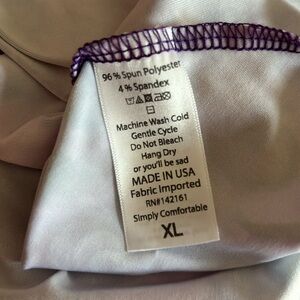 96% Spun Polyester
4% Spandex
Machine Wash Cold
Gentle Cycle
Do Not Bleach
Hang Dry
or you'll be sad
MADE IN USA
Fabric Imported
RN#142161
Simply Comfortable
XL